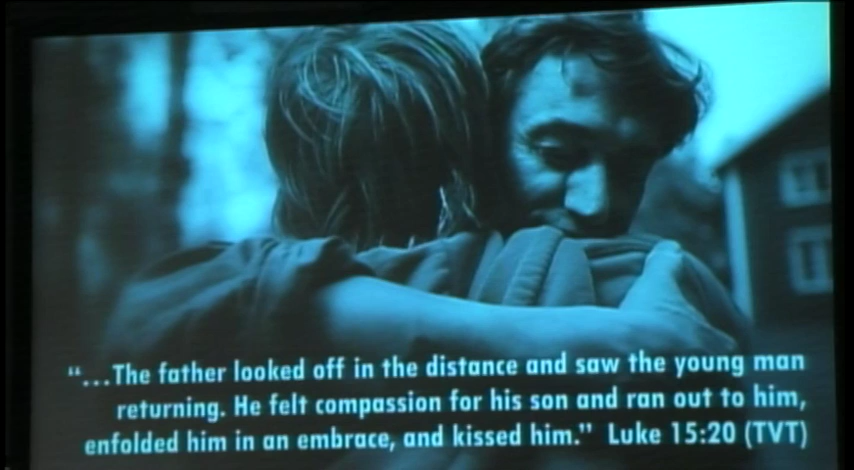 “...The father looked off in the distance and saw the young man
returning. He felt compassion for his son and ran out to him,
enfolded him in an embrace, and kissed him.” Luke 15:20 (TVT)